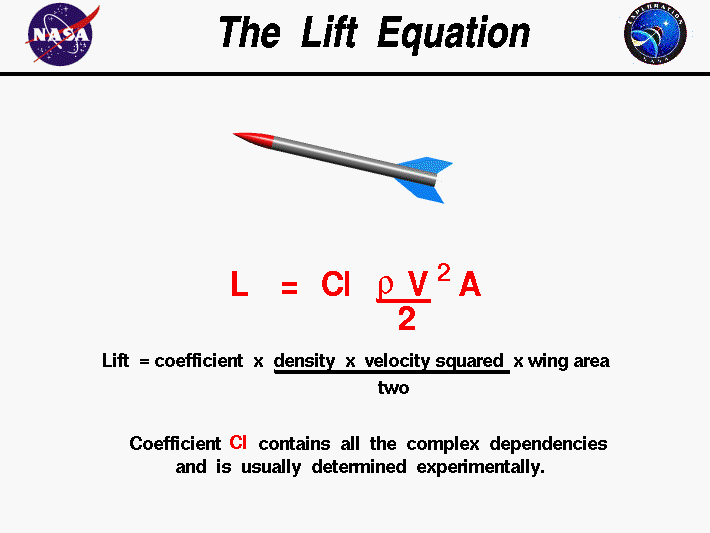 The Lift Equation
NASA
EXPLORATION
NASA
L = Cl ρ V 2 A
2
Lift = coefficient x density x velocity squared x wing area
two
Coefficient Cl contains all the complex dependencies
and is usually determined experimentally.